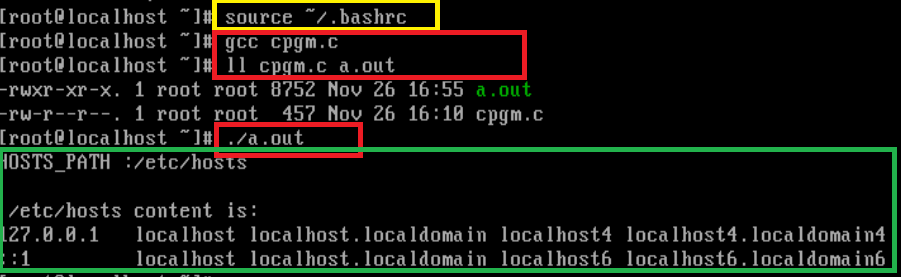 [root@localhost ~]# source ~/.bashrc
[root@localhost ~]# gcc cpgm.c
[root@localhost ~]# ll cpgm.c a.out
-rwxr-xr-x. 1 root root 8752 Nov 26 16:55 a.out
-rw-r--r--. 1 root root  457 Nov 26 16:10 cpgm.c
[root@localhost ~]# ./a.out
HOSTS_PATH :/etc/hosts
/etc/hosts content is:
127.0.0.1   localhost localhost.localdomain localhost4 localhost4.localdomain4
::1         localhost localhost.localdomain localhost6 localhost6.localdomain6